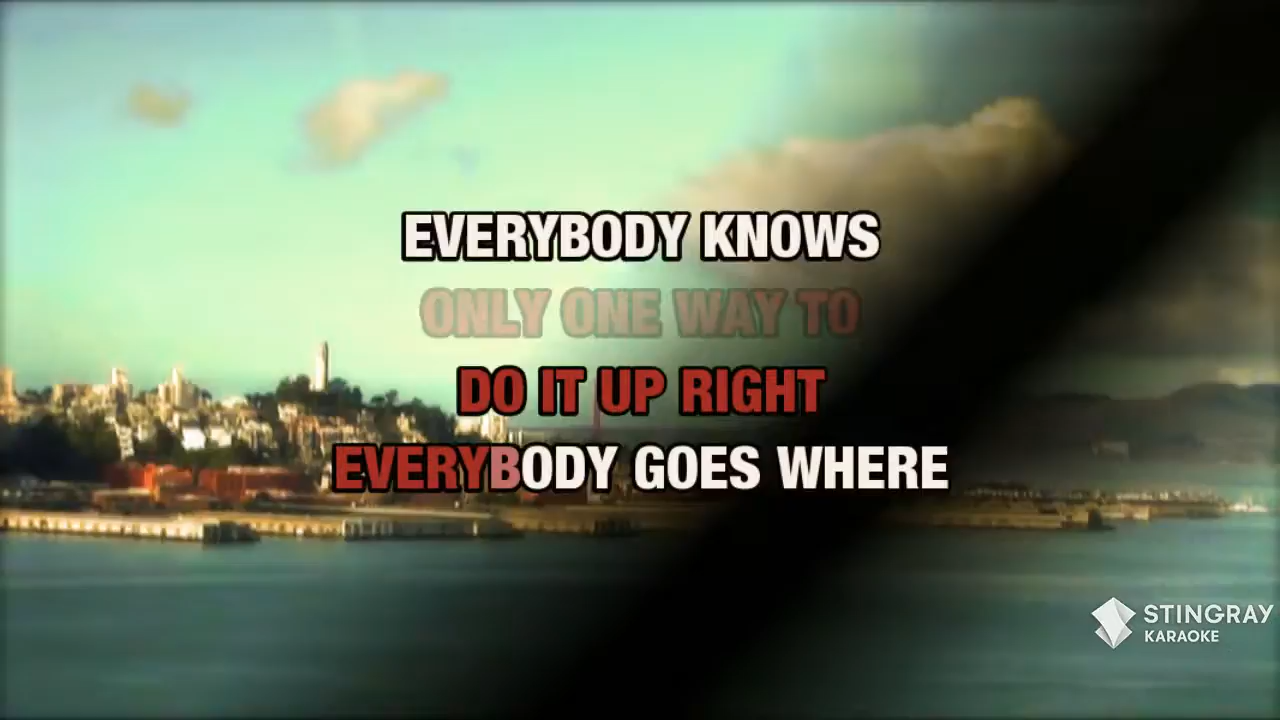 EVERYBODY KNOWS
ONLY ONE WAY TO
DO IT UP RIGHT
EVERYBODY GOES WHERE
STINGRAY
KARAOKE